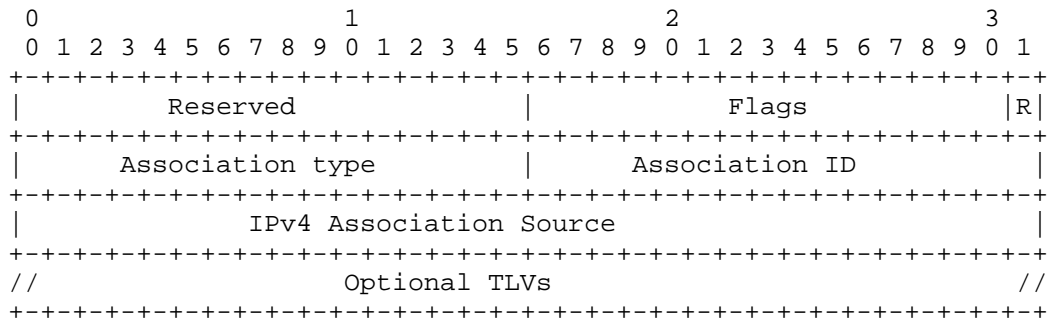 0                   1                   2                   3
 0 1 2 3 4 5 6 7 8 9 0 1 2 3 4 5 6 7 8 9 0 1 2 3 4 5 6 7 8 9 0 1
+-+-+-+-+-+-+-+-+-+-+-+-+-+-+-+-+-+-+-+-+-+-+-+-+-+-+-+-+-+-+-+-+
|         Reserved              |            Flags            |R|
+-+-+-+-+-+-+-+-+-+-+-+-+-+-+-+-+-+-+-+-+-+-+-+-+-+-+-+-+-+-+-+-+
|      Association type         |      Association ID           |
+-+-+-+-+-+-+-+-+-+-+-+-+-+-+-+-+-+-+-+-+-+-+-+-+-+-+-+-+-+-+-+-+
|              IPv4 Association Source                          |
+-+-+-+-+-+-+-+-+-+-+-+-+-+-+-+-+-+-+-+-+-+-+-+-+-+-+-+-+-+-+-+-+
//                   Optional TLVs                             //
+-+-+-+-+-+-+-+-+-+-+-+-+-+-+-+-+-+-+-+-+-+-+-+-+-+-+-+-+-+-+-+-+